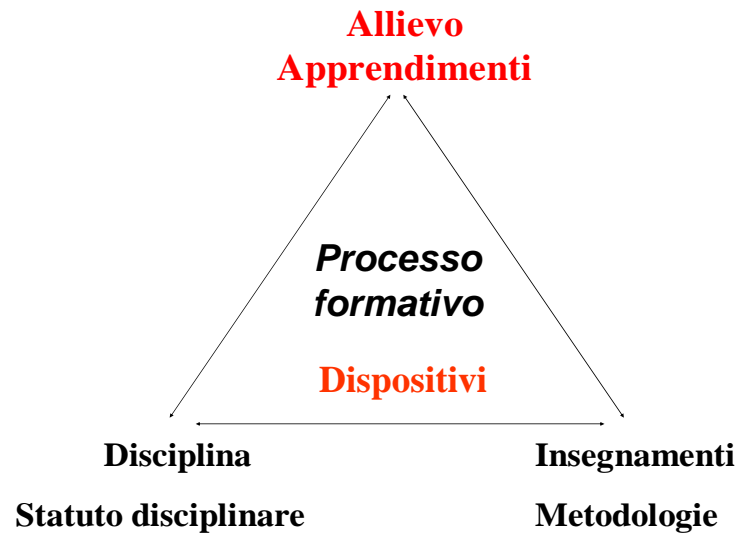 Allievo
Apprendimenti
Processo
formativo
Dispositivi
Disciplina
Insegnamenti
Statuto disciplinare
Metodologie